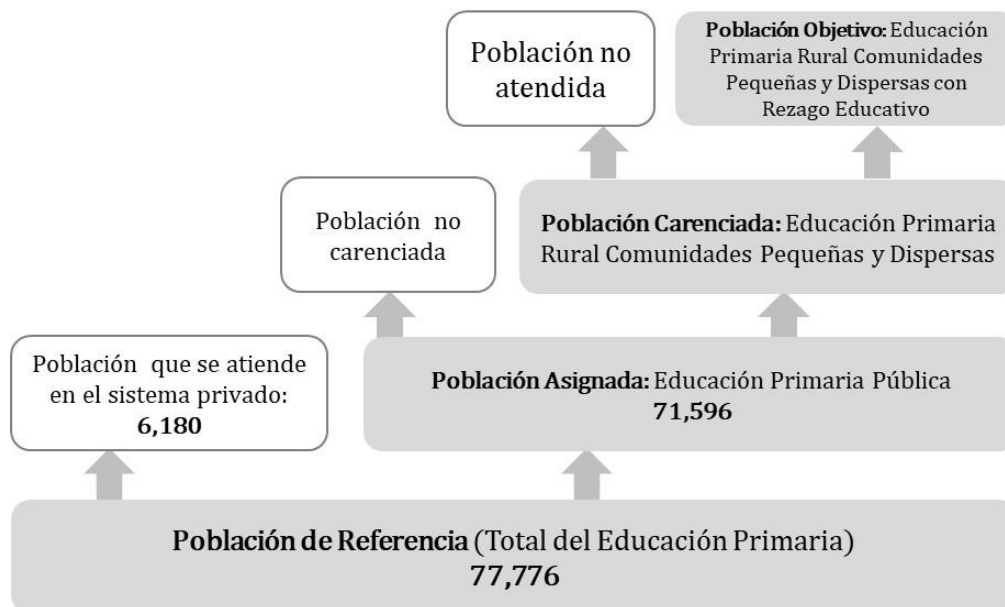 Población no
atendida
Población Objetivo: Educación
Primaria Rural Comunidades
Pequeñas y Dispersas con
Rezago Educativo
Población no
carenciada
Población Carenciada: Educación Primaria
Rural Comunidades Pequeñas y Dispersas
Población que se atiende
en el sistema privado:
6,180
Población Asignada: Educación Primaria Pública
71,596
Población de Referencia (Total del Educación Primaria)
77,776